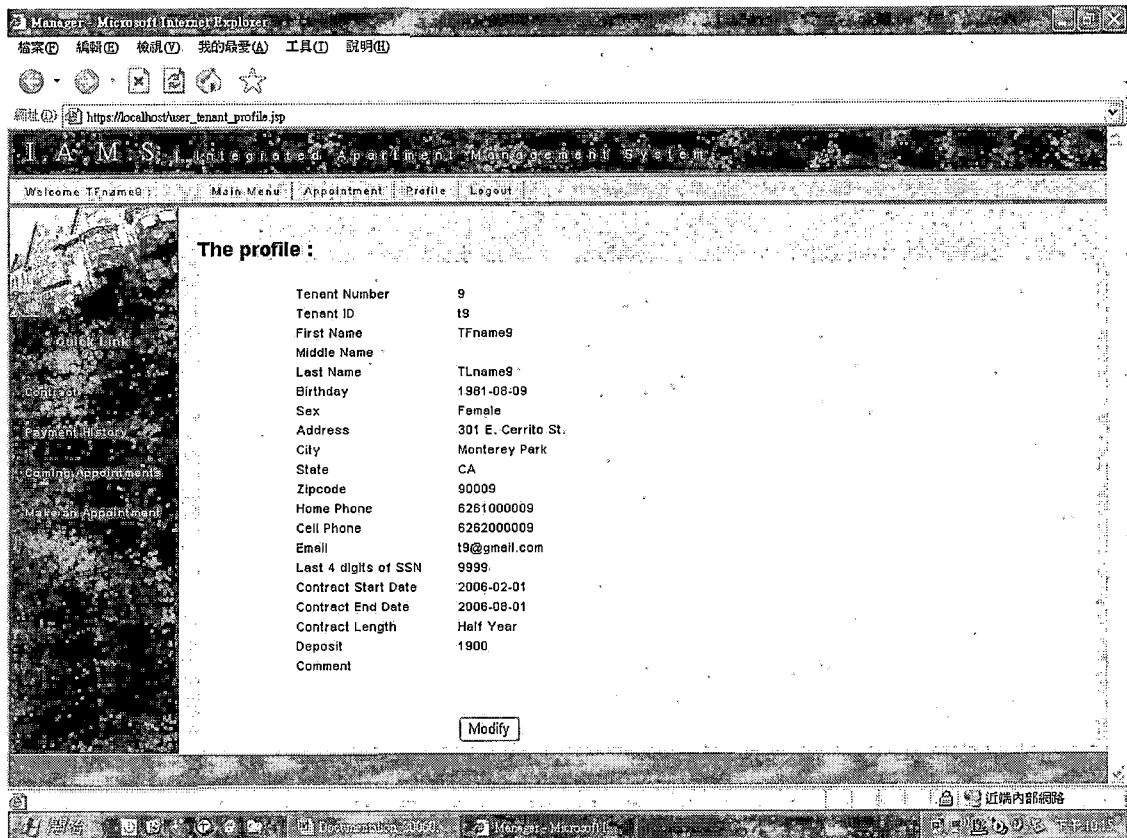 Manager - Microsoft Internet Explorer
檔案(F) 編輯(E) 檢視(V) 我的最愛(A) 工具(T) 說明(H)
網址(D) https://localhost/user_tenant_profile.jsp
I. A. M. S. | Integrated Apartment Management System
Welcome TFname9 : Main Menu | Appointment | Profile | Logout
Quick Link
Contract
Payment History
Coming Appointments
Make an Appointment
The profile :
Tenant Number 9
Tenant ID t9
First Name TFname9
Middle Name
Last Name TLname9
Birthday 1981-08-09
Sex Female
Address 301 E. Cerrito St.
City Monterey Park
State CA
Zipcode 90009
Home Phone 6261000009
Cell Phone 6262000009
Email t9@gmail.com
Last 4 digits of SSN 9999
Contract Start Date 2006-02-01
Contract End Date 2006-08-01
Contract Length Half Year
Deposit 1900
Comment
Modify
近端內部網路
開始 Manager - Microsoft I...